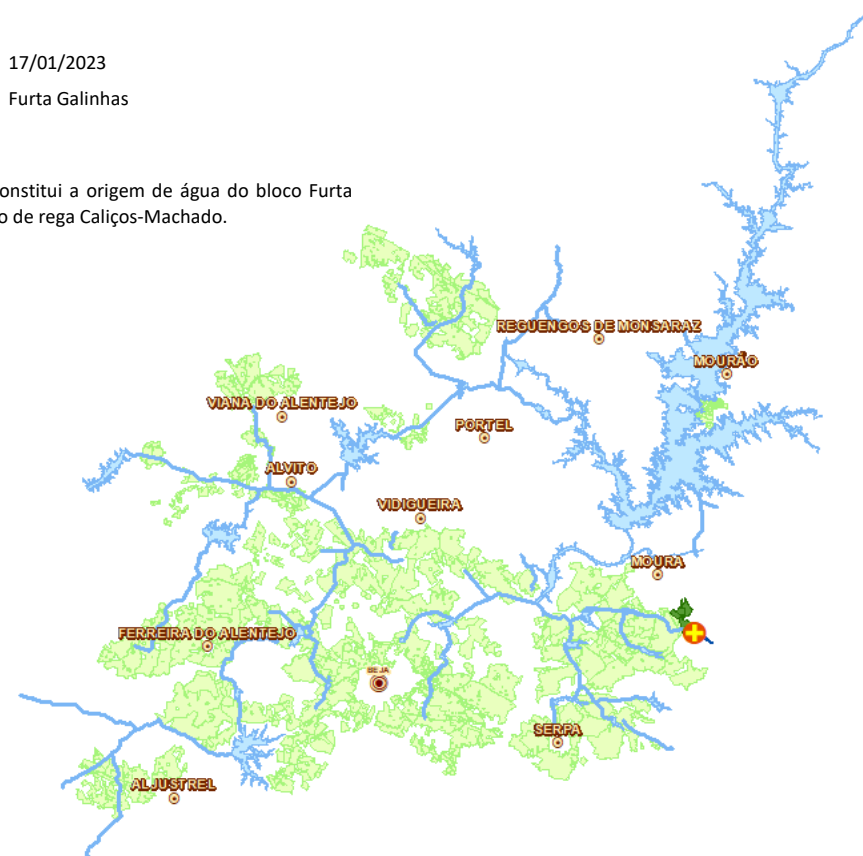 17/01/2023
Furta Galinhas
onstitui a origem de água do bloco Furta
o de rega Caliços-Machado.
REGUENGOS DE MONSARAZ
MOURÃO
VIANA DO ALENTEJO
PORTEL
ALVITO
VIDIGUEIRA
MOURA
FERREIRA DO ALENTEJO
BEJA
SERPA
ALJUSTREL